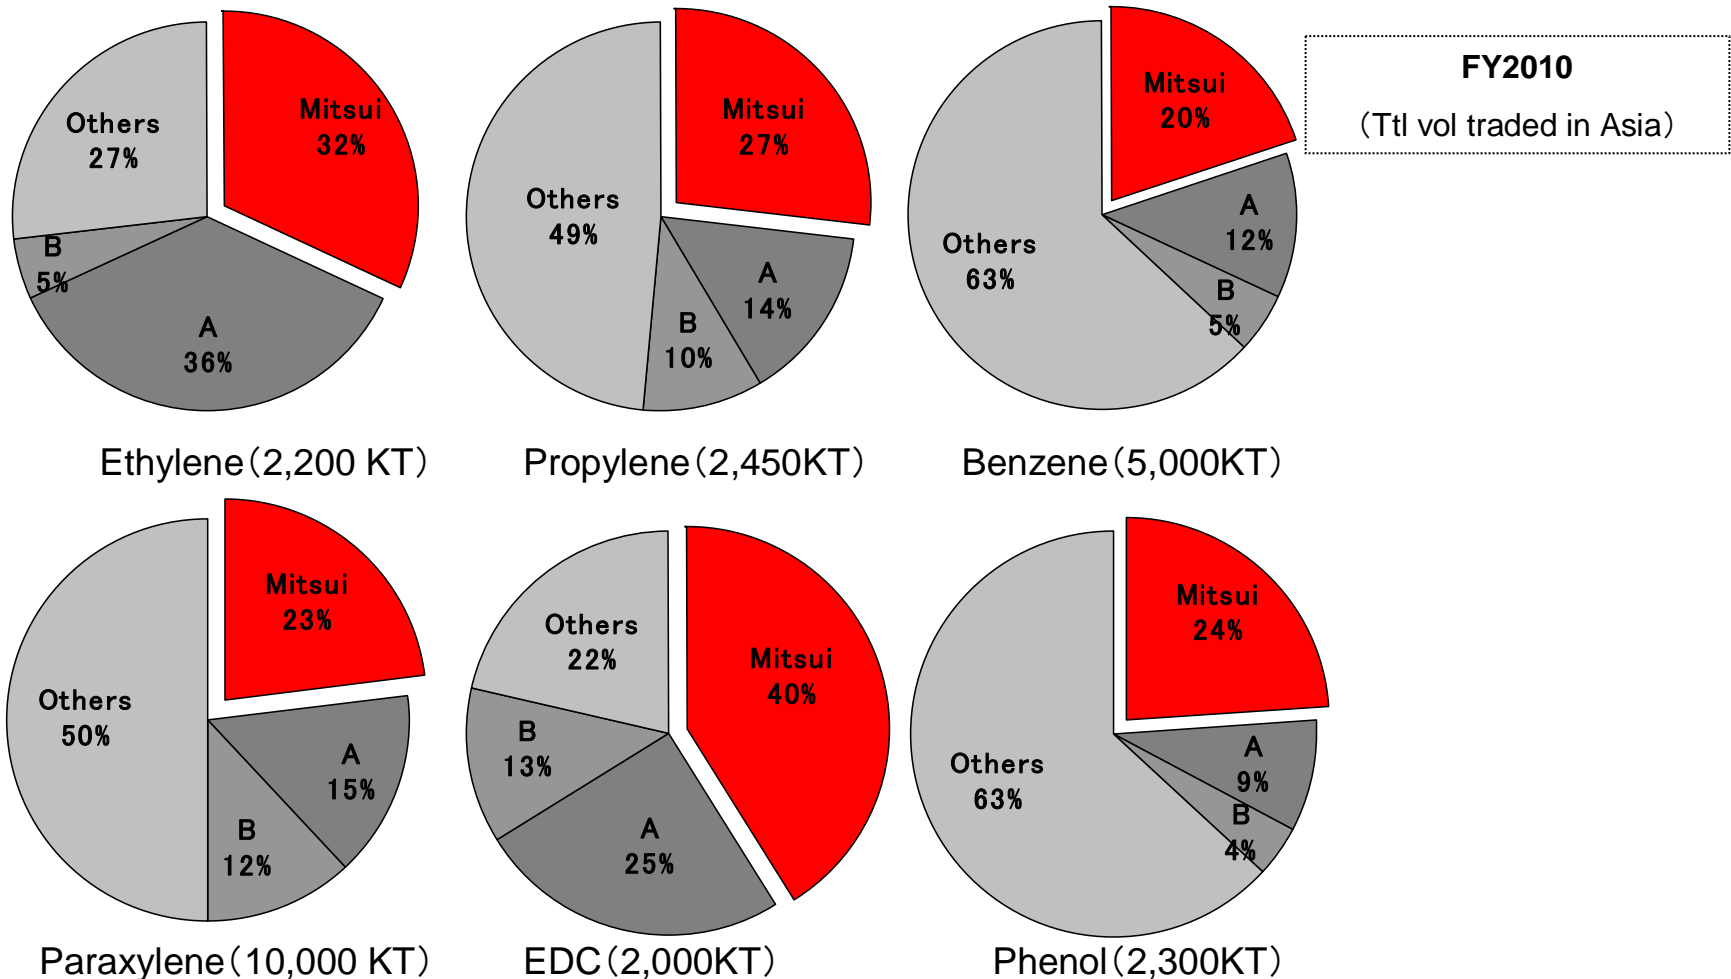 Others
27%
Mitsui
32%
B
5%
A
36%
Ethylene（2,200 KT）
Mitsui
27%
Others
49%
A
14%
B
10%
Propylene（2,450KT）
Mitsui
20%
A
12%
Others
63%
B
5%
Benzene（5,000KT）
FY2010
（Ttl vol traded in Asia）
Mitsui
23%
Others
50%
A
15%
B
12%
Paraxylene（10,000 KT）
Others
22%
Mitsui
40%
B
13%
A
25%
EDC（2,000KT）
Mitsui
24%
Others
63%
A
9%
B
4%
Phenol（2,300KT）